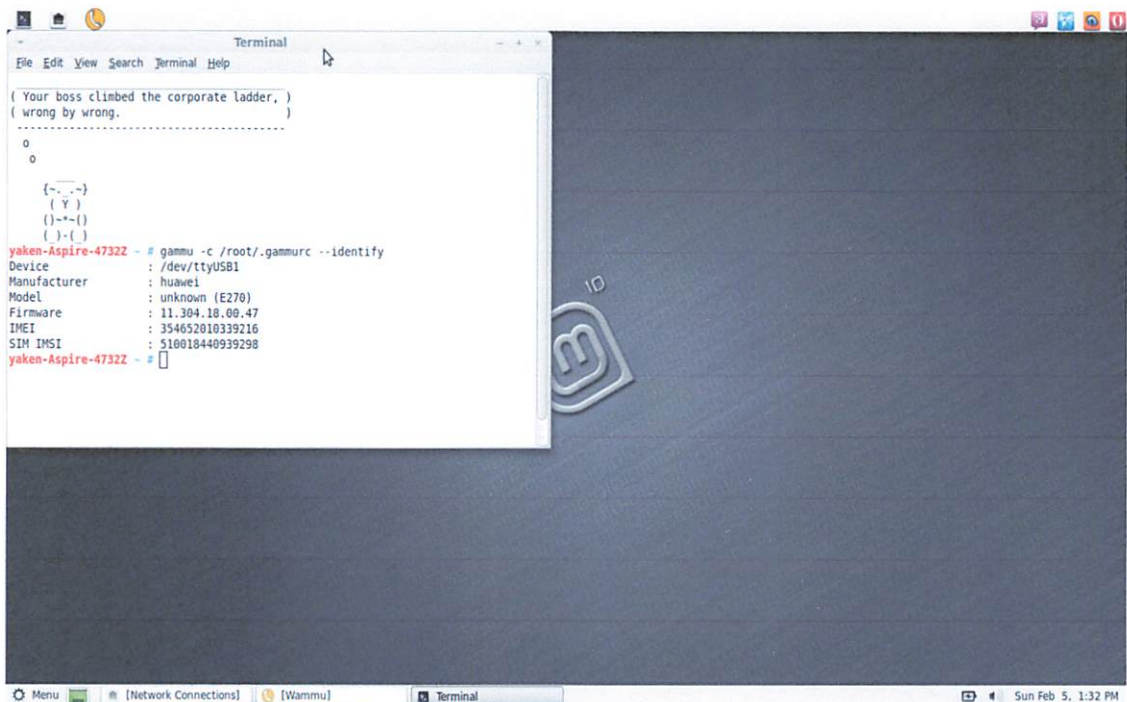 Terminal
File Edit View Search Terminal Help
( Your boss climbed the corporate ladder, )
( wrong by wrong. )
-----------------------------------------
o
o
___
{~._.~}
( Y )
()~*~()
(_)-(_)
yaken-Aspire-4732Z ~ # gammu -c /root/.gammurc --identify
Device : /dev/ttyUSB1
Manufacturer : huawei
Model : unknown (E270)
Firmware : 11.304.18.00.47
IMEI : 354652010339216
SIM IMSI : 510018440939298
yaken-Aspire-4732Z ~ #
10
Menu [Network Connections] [Wammu] Terminal Sun Feb 5, 1:32 PM